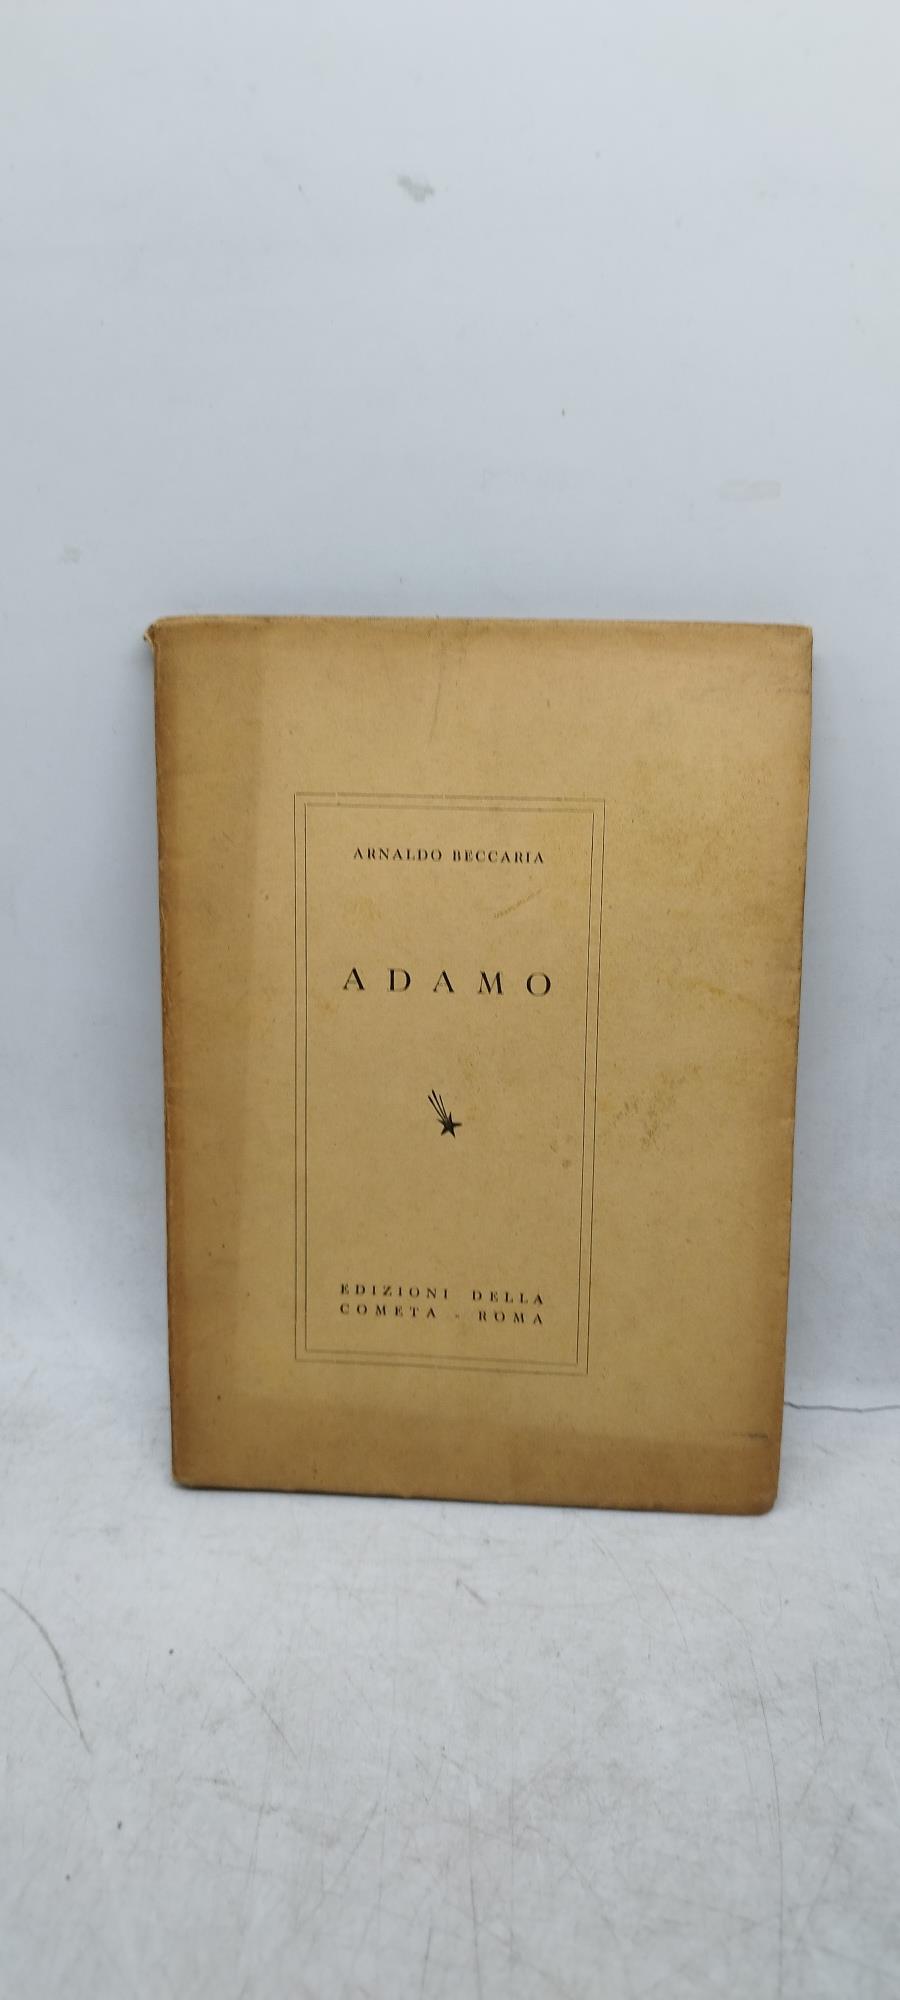 ARNALDO BECCARIA
ADAMO
EDIZIONI DELLA
COMETA - ROMA